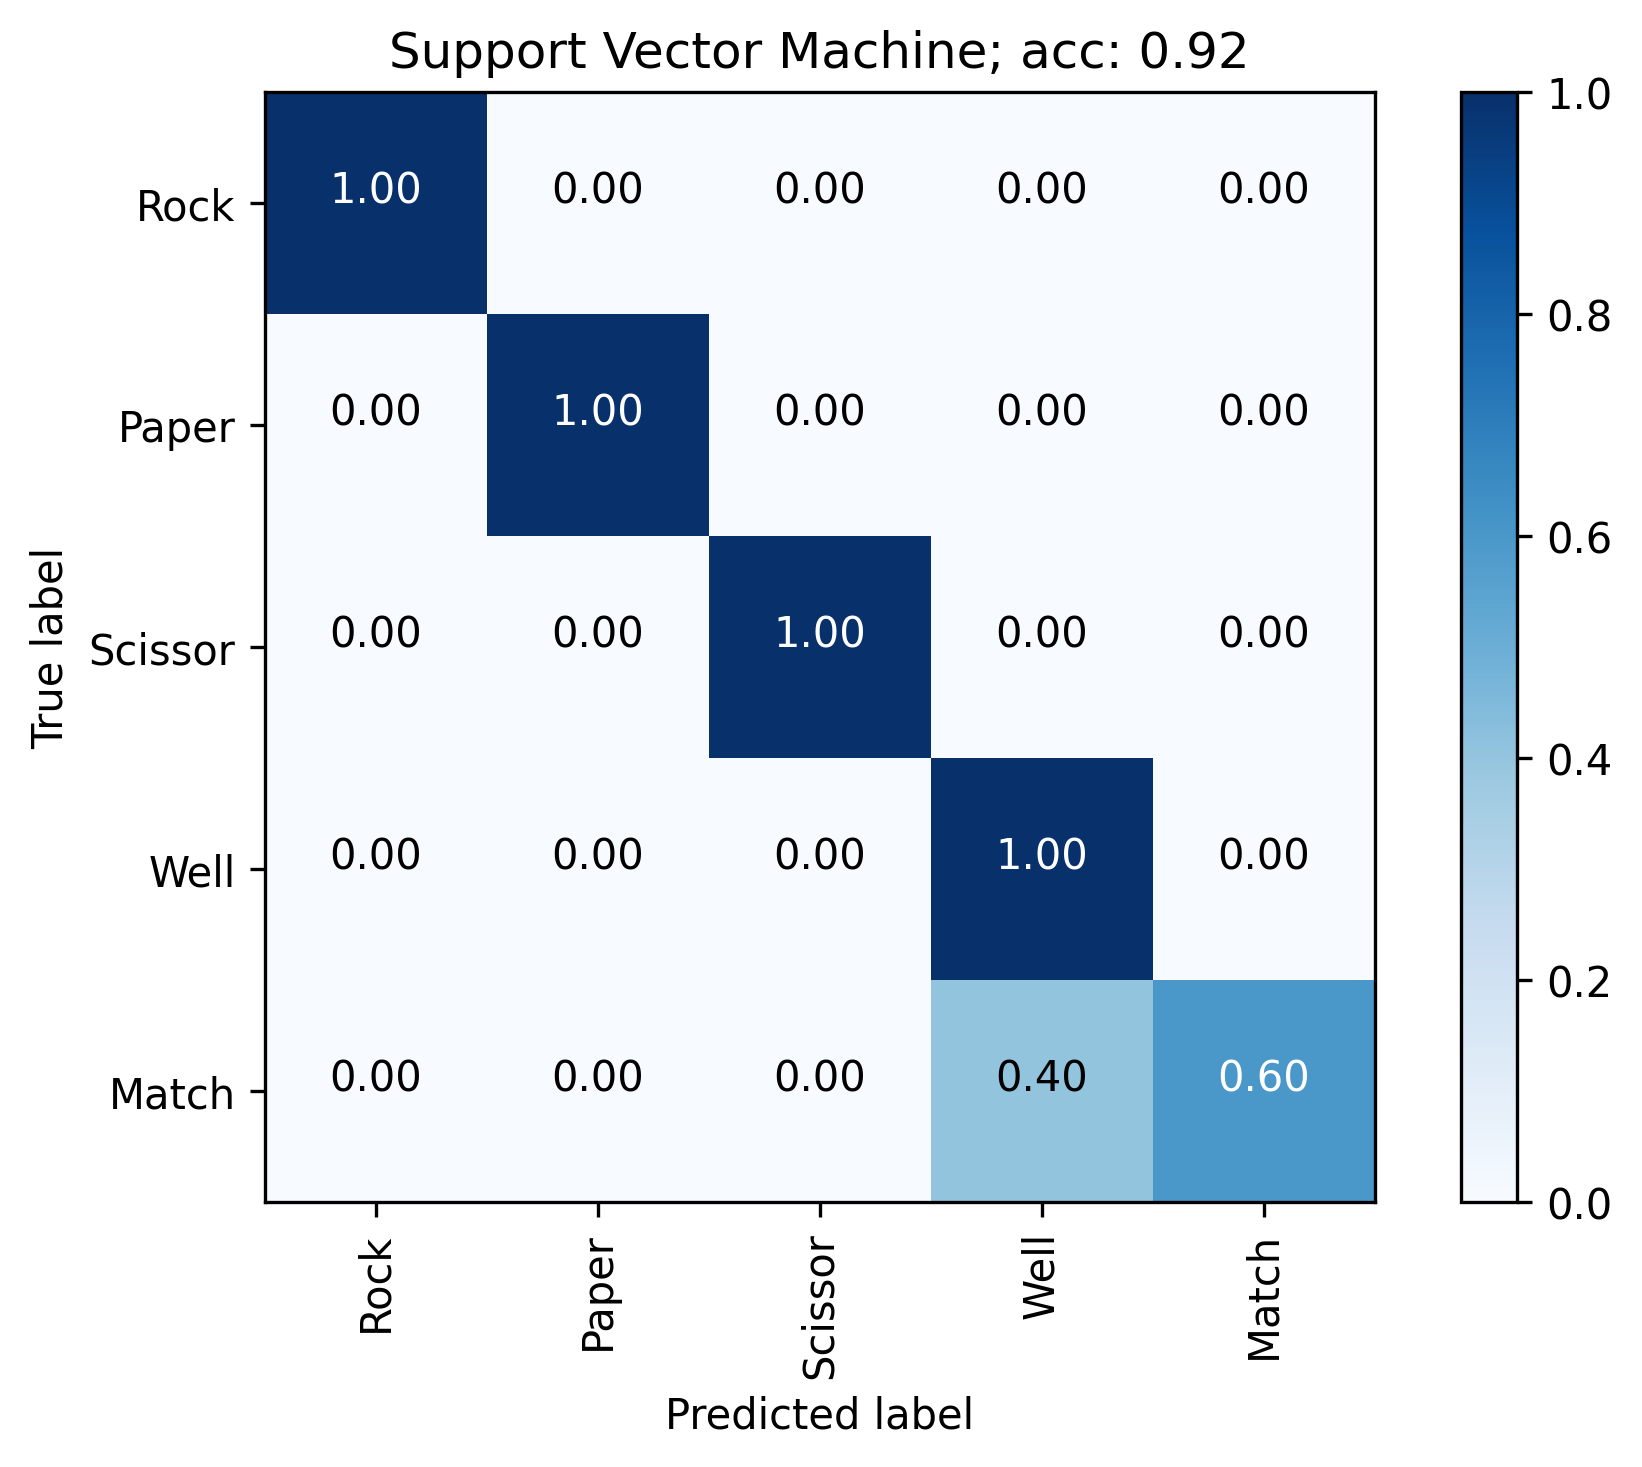 Support Vector Machine; acc: 0.92
Rock 1.00 0.00 0.00 0.00 0.00
Paper 0.00 1.00 0.00 0.00 0.00
Scissor 0.00 0.00 1.00 0.00 0.00
Well 0.00 0.00 0.00 1.00 0.00
Match 0.00 0.00 0.00 0.40 0.60
True label
Rock Paper Scissor Well Match
Predicted label
1.0
0.8
0.6
0.4
0.2
0.0